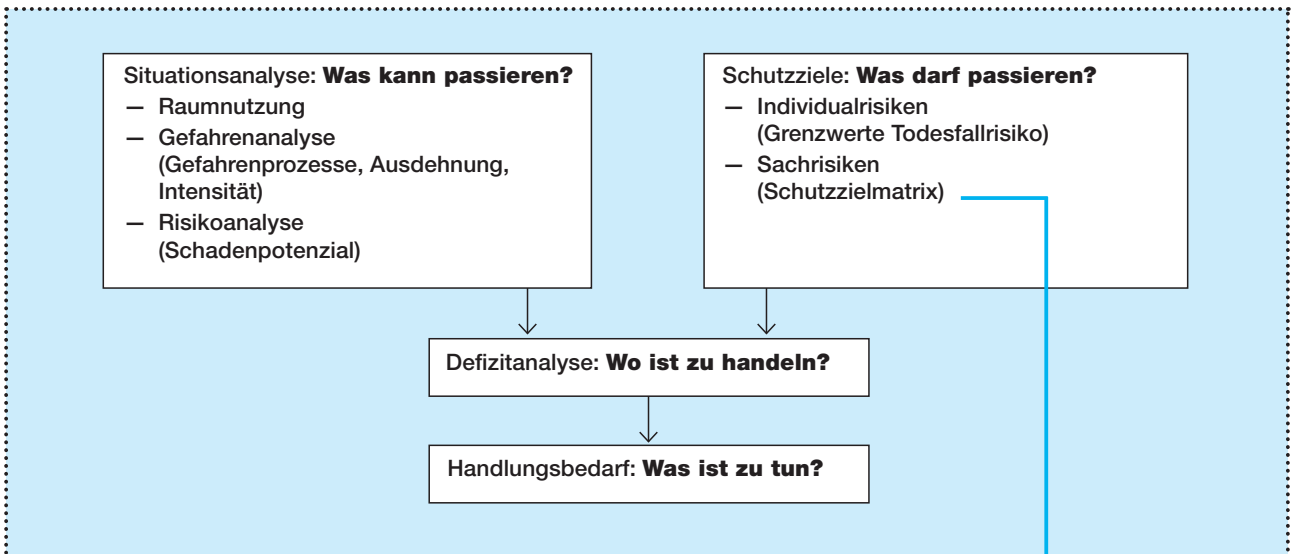 Situationsanalyse: Was kann passieren?
— Raumnutzung
— Gefahrenanalyse
(Gefahrenprozesse, Ausdehnung,
Intensität)
— Risikoanalyse
(Schadenpotenzial)
Schutzziele: Was darf passieren?
— Individualrisiken
(Grenzwerte Todesfallrisiko)
— Sachrisiken
(Schutzzielmatrix)
Defizitanalyse: Wo ist zu handeln?
Handlungsbedarf: Was ist zu tun?